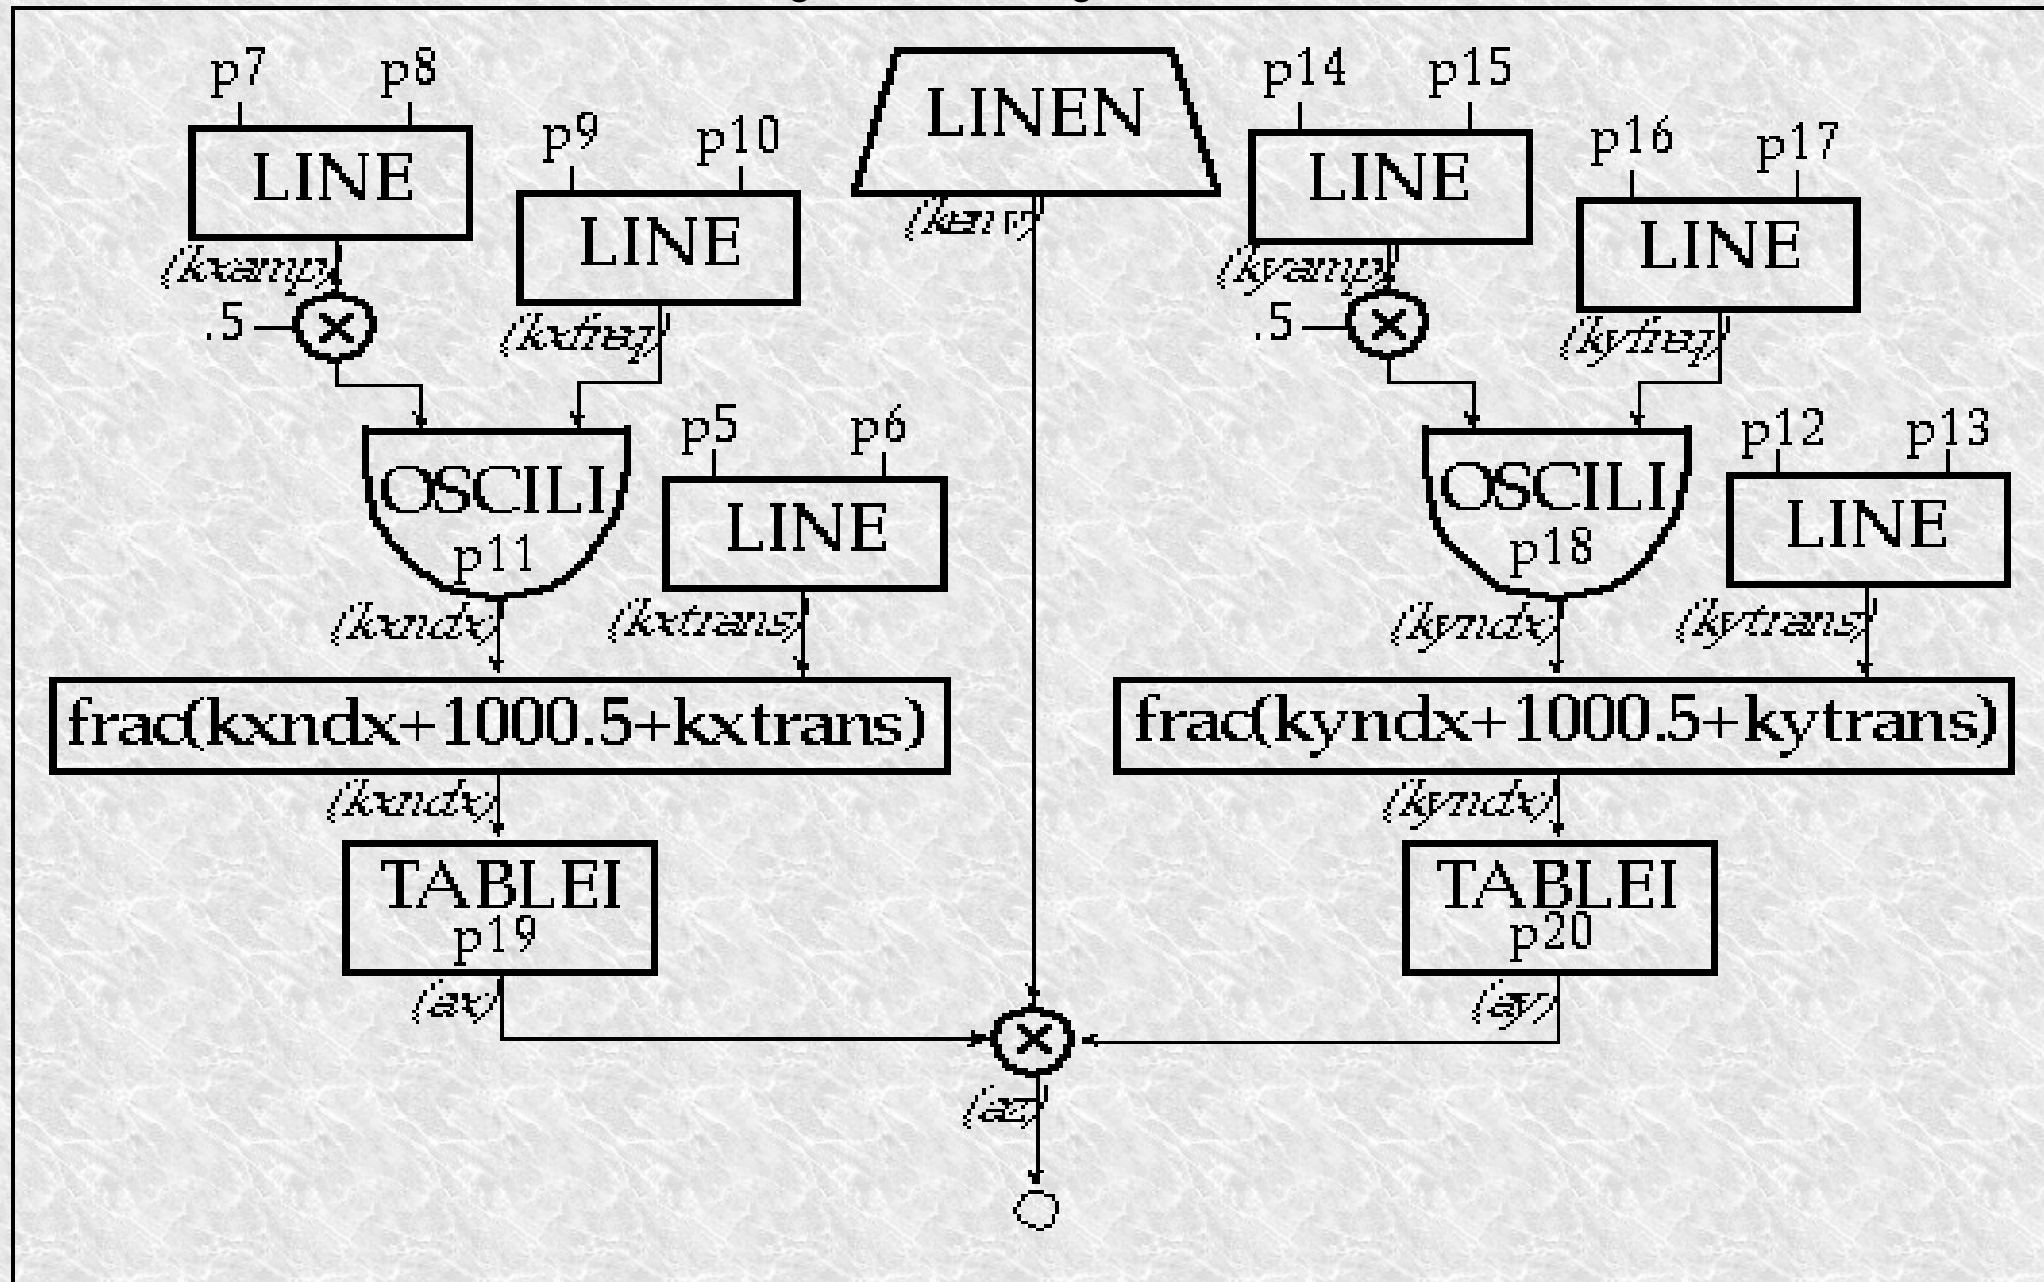 p7 p8
LINE
(kxamp)
.5
p9 p10
LINE
(kxfreq)
OSCILI
p11
(kxndx)
p5 p6
LINE
(kxtrans)
frac(kxndx+1000.5+kxtrans)
(kxndx)
TABLEI
p19
(ax)
LINEN
(kenv)
p14 p15
LINE
(kyamp)
.5
p16 p17
LINE
(kyfreq)
OSCILI
p18
(kyndx)
p12 p13
LINE
(kytrans)
frac(kyndx+1000.5+kytrans)
(kyndx)
TABLEI
p20
(ay)
(az)